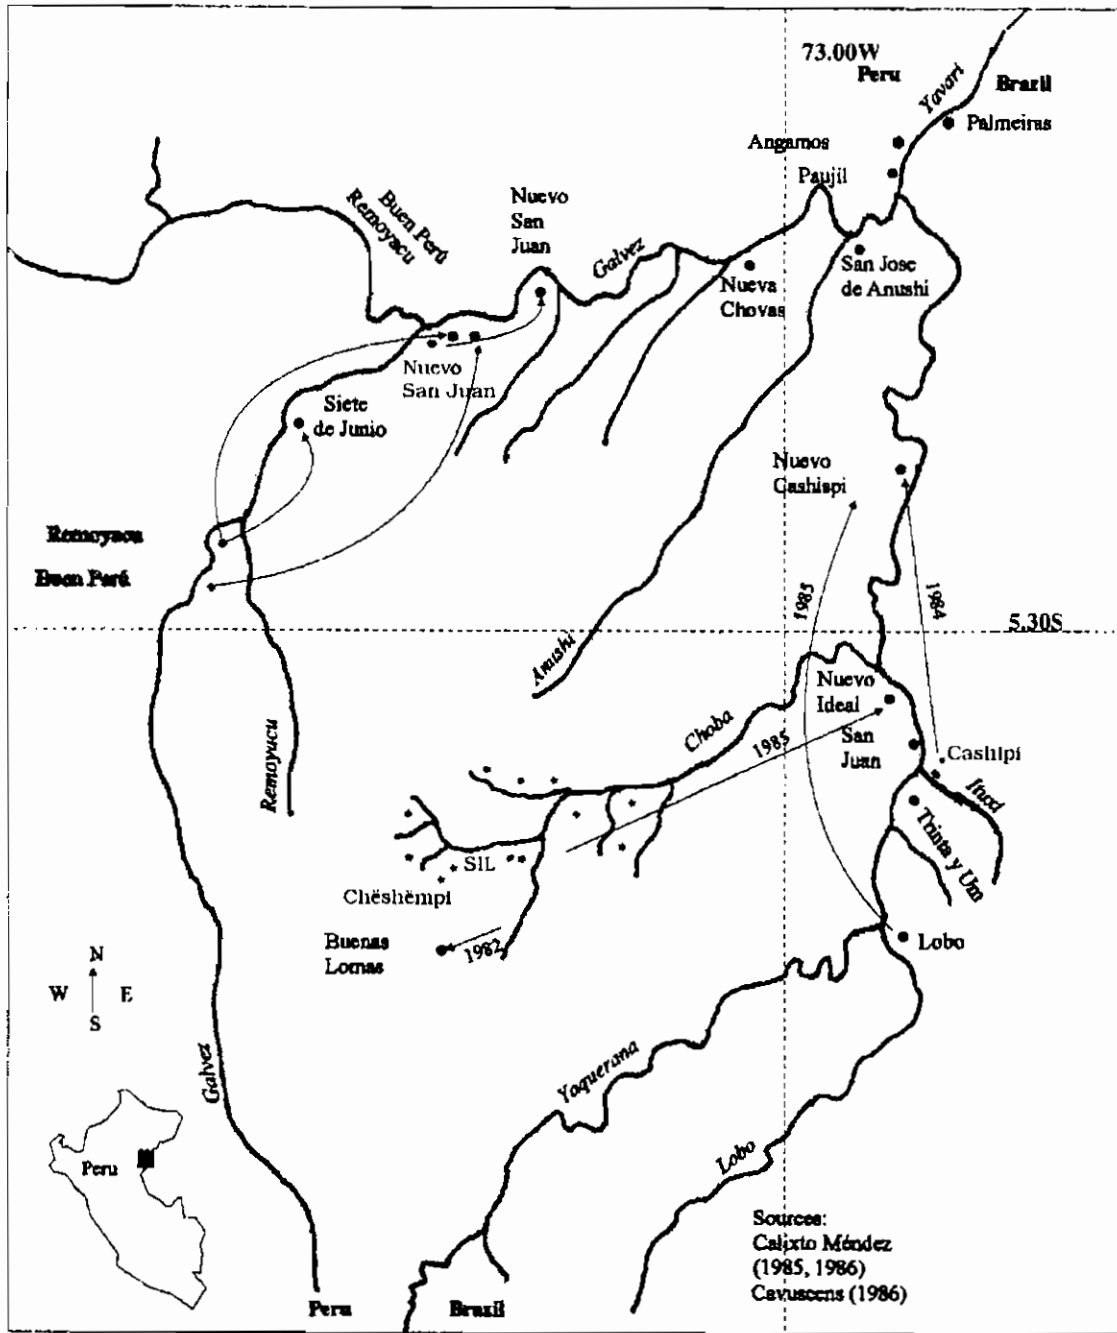 73.00W
Peru
Brazil
Yavari
Palmeiras
Angamos
Paujil
Buen Perú
Remoyacu
Nuevo
San
Juan
Galvez
Nueva
Chovas
San Jose
de Anushi
Nuevo
San Juan
Siete
de Junio
Nuevo
Cashispi
Remoyacu
Buen Perú
1985
1984
5.30S
Anushi
Nuevo
Ideal
Choba
1985
San
Juan
Cashipi
Remoyacu
Trinta y Um
SIL
Chëshëmpi
Buenas
Lomas
1982
Lobo
N
W E
S
Galvez
Yaquerana
Peru
Lobo
Sources:
Calixto Méndez
(1985, 1986)
Cavuscens (1986)
Peru
Brazil